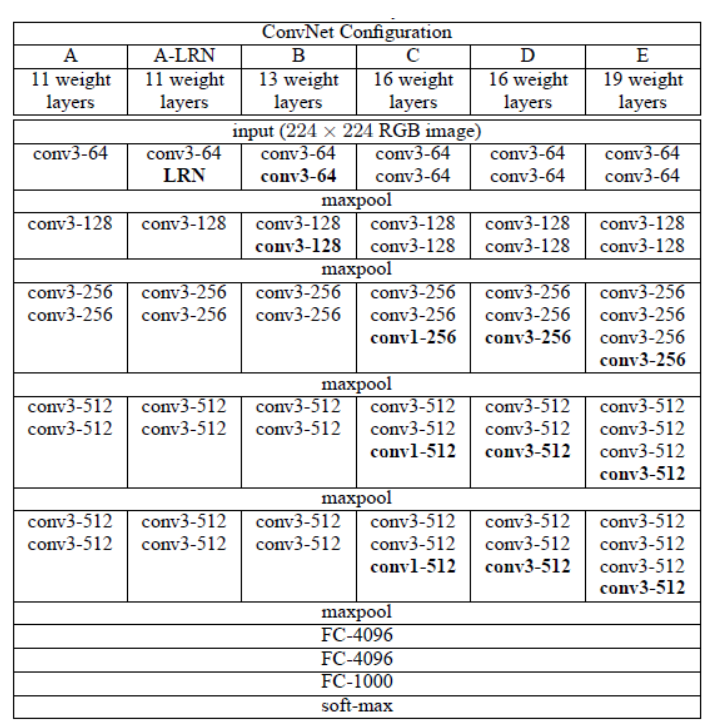 ConvNet Configuration
A A-LRN B C D E
11 weight 11 weight 13 weight 16 weight 16 weight 19 weight
layers layers layers layers layers layers
input (224 × 224 RGB image)
conv3-64 conv3-64 conv3-64 conv3-64 conv3-64 conv3-64
LRN conv3-64 conv3-64 conv3-64 conv3-64
maxpool
conv3-128 conv3-128 conv3-128 conv3-128 conv3-128 conv3-128
conv3-128 conv3-128 conv3-128 conv3-128
maxpool
conv3-256 conv3-256 conv3-256 conv3-256 conv3-256 conv3-256
conv3-256 conv3-256 conv3-256 conv3-256 conv3-256 conv3-256
conv1-256 conv3-256 conv3-256
conv3-256
maxpool
conv3-512 conv3-512 conv3-512 conv3-512 conv3-512 conv3-512
conv3-512 conv3-512 conv3-512 conv3-512 conv3-512 conv3-512
conv1-512 conv3-512 conv3-512
conv3-512
maxpool
conv3-512 conv3-512 conv3-512 conv3-512 conv3-512 conv3-512
conv3-512 conv3-512 conv3-512 conv3-512 conv3-512 conv3-512
conv1-512 conv3-512 conv3-512
conv3-512
maxpool
FC-4096
FC-4096
FC-1000
soft-max